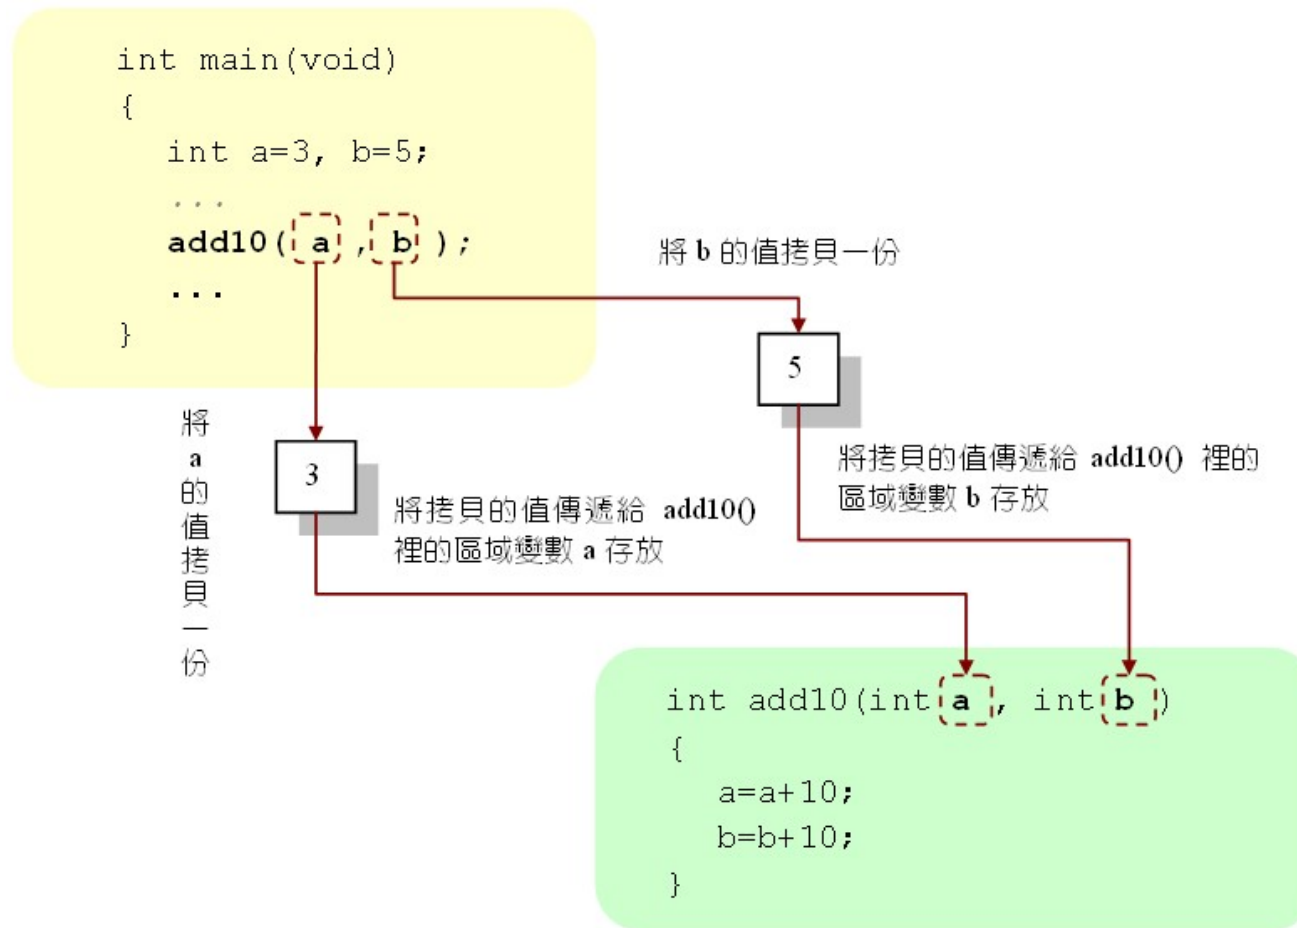 int main(void)
{
int a=3, b=5;
...
add10( a , b );
...
}
將 b 的值拷貝一份
5
將拷貝的值傳遞給 add10() 裡的
區域變數 b 存放
將
a
的
值
拷
貝
一
份
3
將拷貝的值傳遞給 add10()
裡的區域變數 a 存放
int add10(int a , int b )
{
a=a+10;
b=b+10;
}